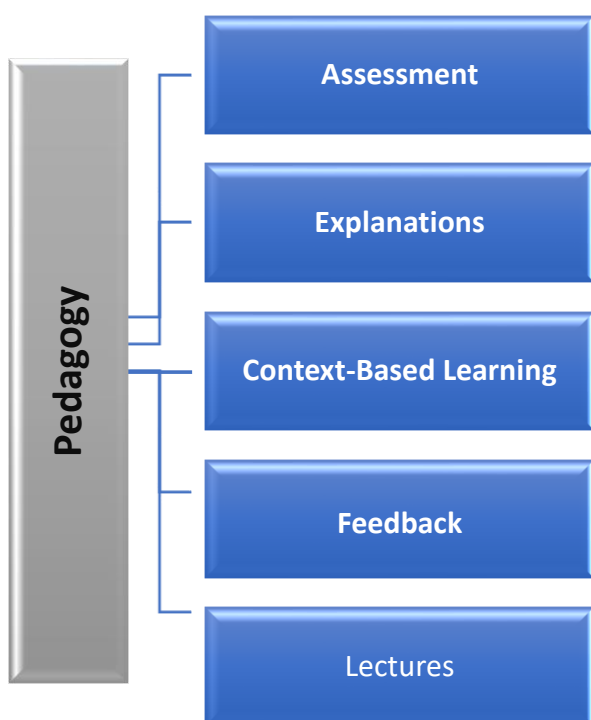 Pedagogy
Assessment
Explanations
Context-Based Learning
Feedback
Lectures